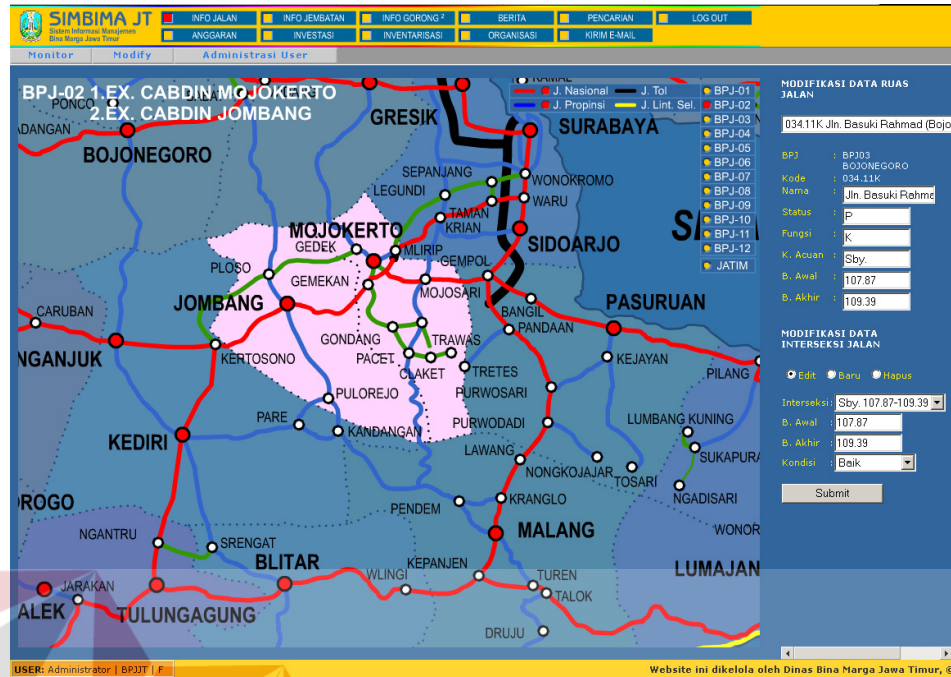 SIMBIMA JT
Sistem Informasi Manajemen
Bina Marga Jawa Timur
INFO JALAN
INFO JEMBATAN
INFO GORONG ²
BERITA
PENCARIAN
LOG OUT
ANGGARAN
INVESTASI
INVENTARISASI
ORGANISASI
KIRIM E-MAIL
Monitor
Modify
Administrasi User
BPJ-02 1.EX. CABDIN MOJOKERTO
2.EX. CABDIN JOMBANG
J. Nasional
J. Tol
J. Propinsi
J. Lint. Sel.
BPJ-01
BPJ-02
BPJ-03
BPJ-04
BPJ-05
BPJ-06
BPJ-07
BPJ-08
BPJ-09
BPJ-10
BPJ-11
BPJ-12
JATIM
PONCO
KAMAL
GRESIK
SURABAYA
ADANGAN
BOJONEGORO
SEPANJANG
WONOKROMO
LEGUNDI
WARU
TAMAN
KRIAN
MOJOKERTO
GEDEK
MLIRIP
SIDOARJO
PLOSO
GEMPOL
GEMEKAN
MOJOSARI
JOMBANG
BANGIL
PASURUAN
CARUBAN
PANDAAN
GONDANG
TRAWAS
NGANJUK
KERTOSONO
PACET
CLAKET
TRETES
KEJAYAN
PILANG
PULOREJO
PURWOSARI
PARE
KANDANGAN
PURWODADI
LUMBANG KUNING
KEDIRI
LAWANG
SUKAPURA
NONGKOJAJAR
TOSARI
NGADISARI
OROGO
PENDEM
KRANGLO
MALANG
WONOR
NGANTRU
SRENGAT
BLITAR
KEPANJEN
LUMAJAN
WLINGI
TUREN
JARAKAN
TALOK
ALEK
TULUNGAGUNG
DRUJU
MODIFIKASI DATA RUAS
JALAN
034.11K Jln. Basuki Rahmad (Bojo
BPJ : BPJ03
BOJONEGORO
Kode : 034.11K
Nama : Jln. Basuki Rahma
Status : P
Fungsi : K
K. Acuan : Sby.
B. Awal : 107.87
B. Akhir : 109.39
MODIFIKASI DATA
INTERSEKSI JALAN
Edit Baru Hapus
Interseksi: Sby. 107.87-109.39
B. Awal : 107.87
B. Akhir : 109.39
Kondisi : Baik
Submit
USER: Administrator | BPJJT | F
Website ini dikelola oleh Dinas Bina Marga Jawa Timur, ©